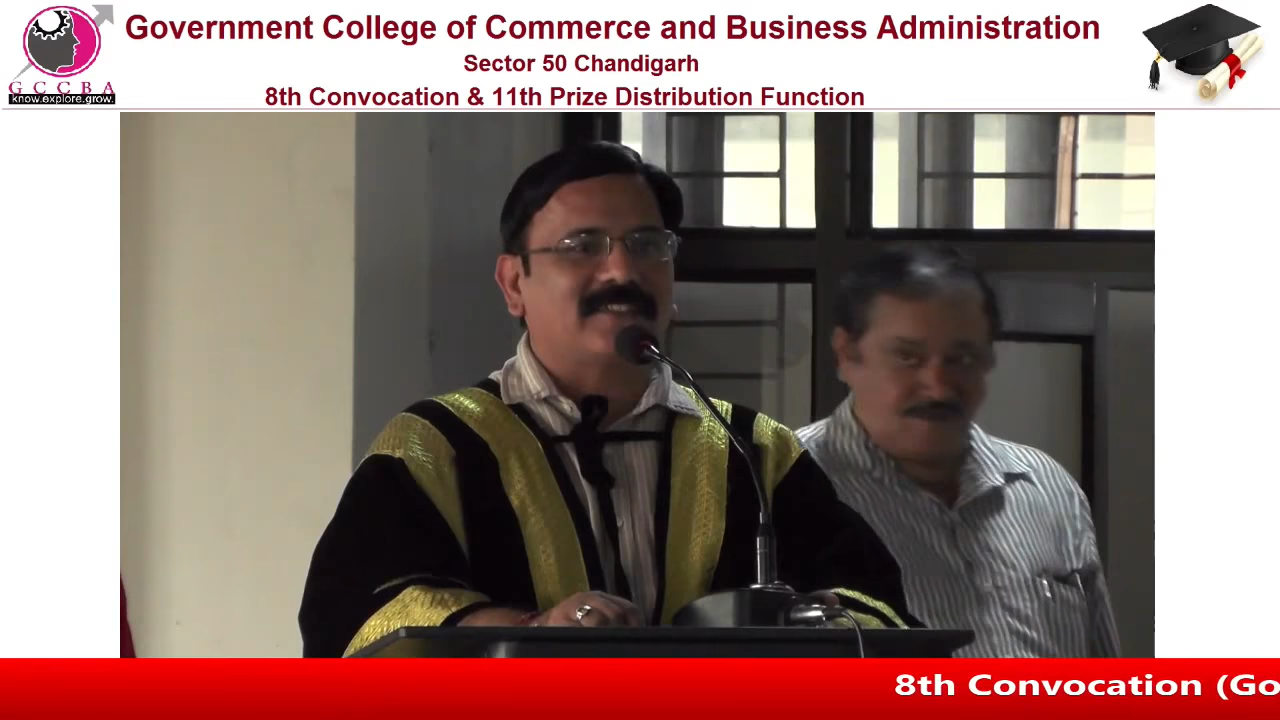 Government College of Commerce and Business Administration
Sector 50 Chandigarh
8th Convocation & 11th Prize Distribution Function
GCCBA
know.explore.grow.
8th Convocation (Go